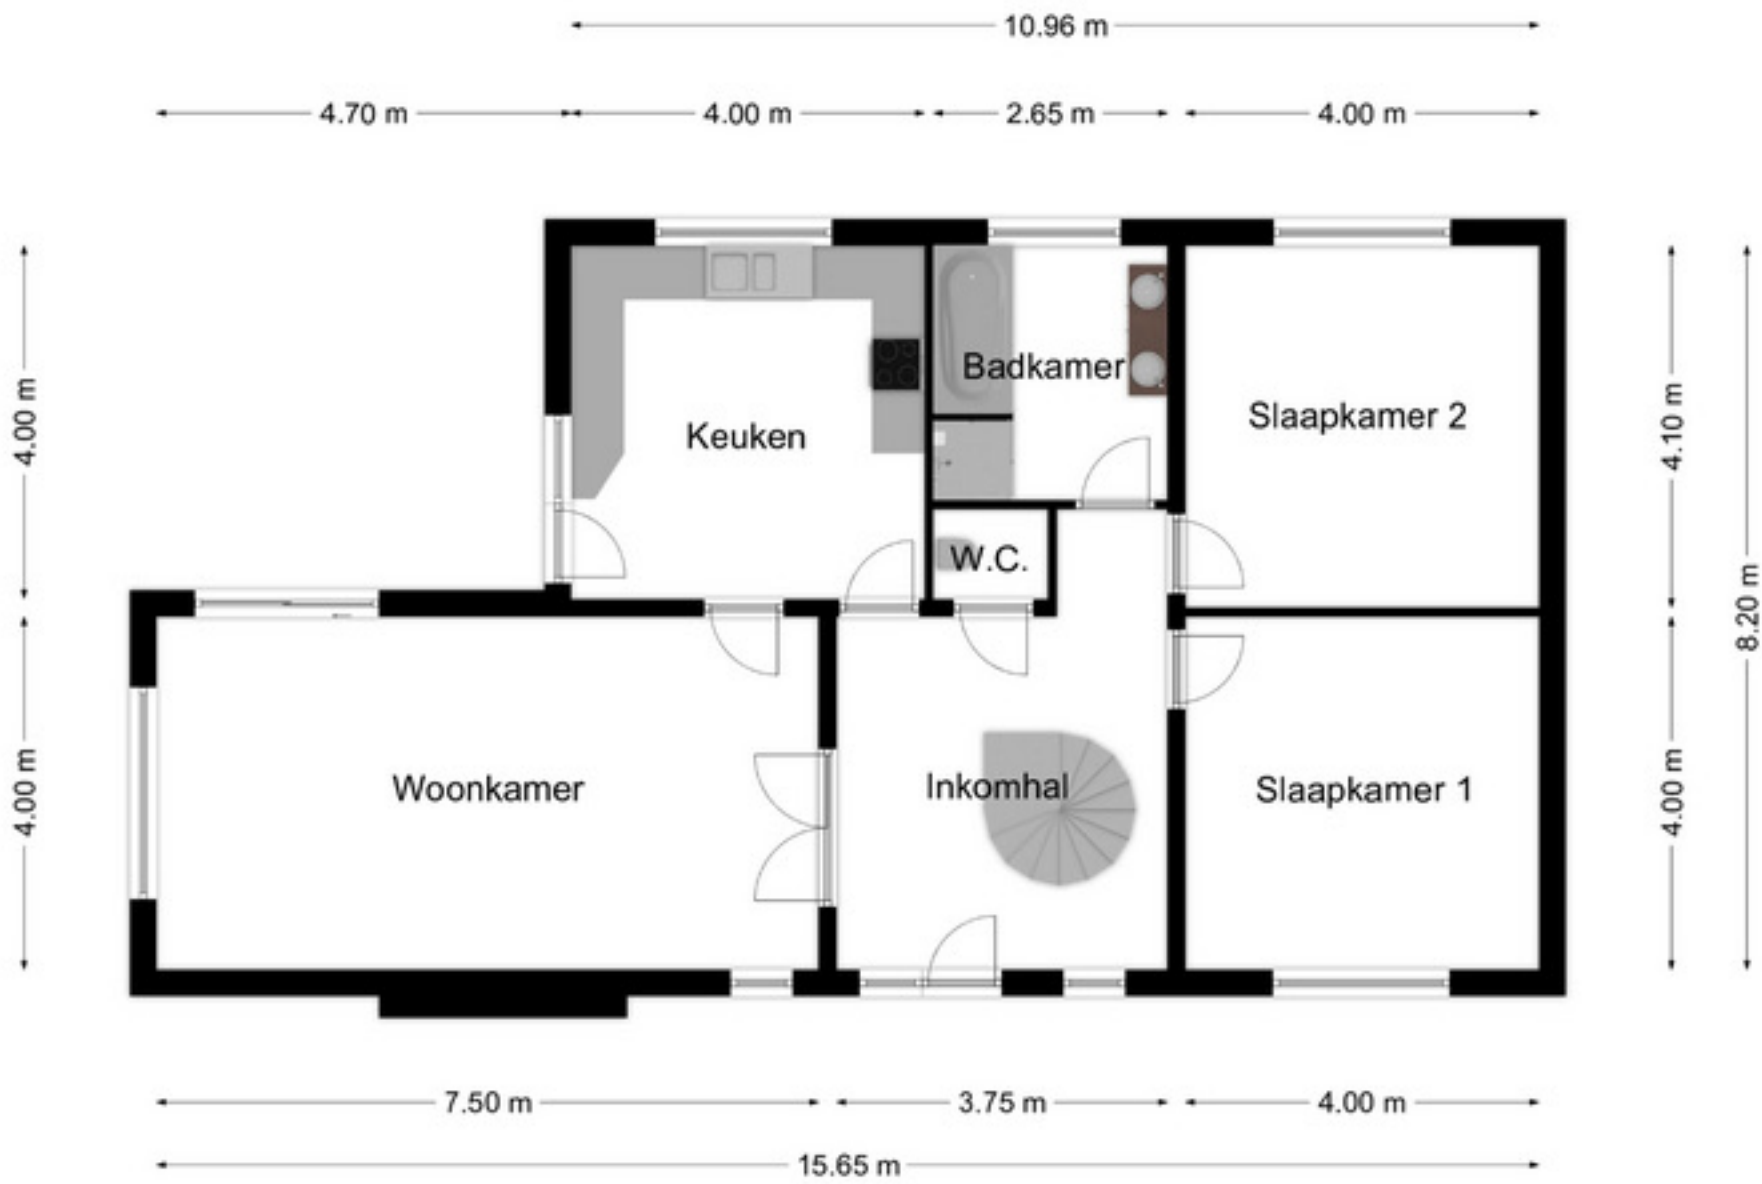 10.96 m
4.70 m
4.00 m
2.65 m
4.00 m
4.00 m
Keuken
Badkamer
Slaapkamer 2
4.10 m
8.20 m
W.C.
4.00 m
Woonkamer
Inkomhal
Slaapkamer 1
4.00 m
7.50 m
3.75 m
4.00 m
15.65 m